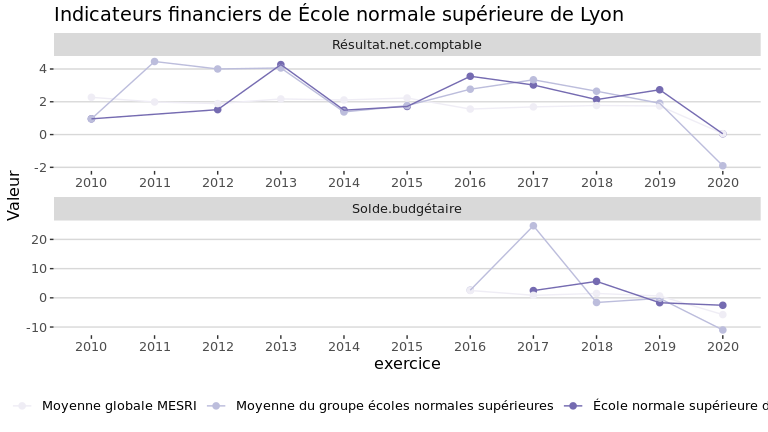 Indicateurs financiers de École normale supérieure de Lyon
Résultat.net.comptable
4
2
0
-2
2010 2011 2012 2013 2014 2015 2016 2017 2018 2019 2020
Valeur
Solde.budgétaire
20
10
0
-10
2010 2011 2012 2013 2014 2015 2016 2017 2018 2019 2020
exercice
Moyenne globale MESRI Moyenne du groupe écoles normales supérieures École normale supérieure d